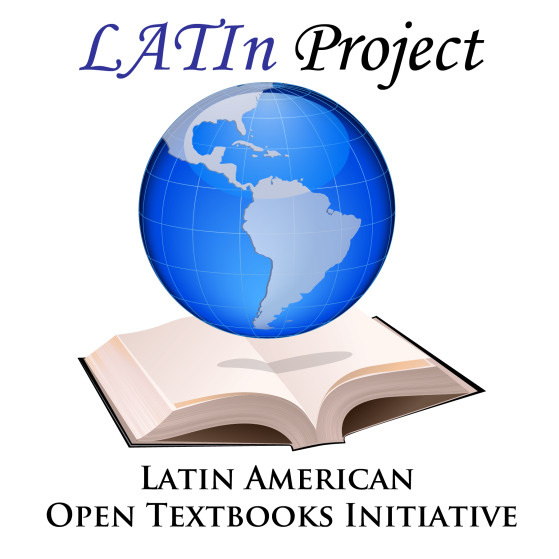 LATIn Project
LATIN AMERICAN
OPEN TEXTBOOKS INITIATIVE